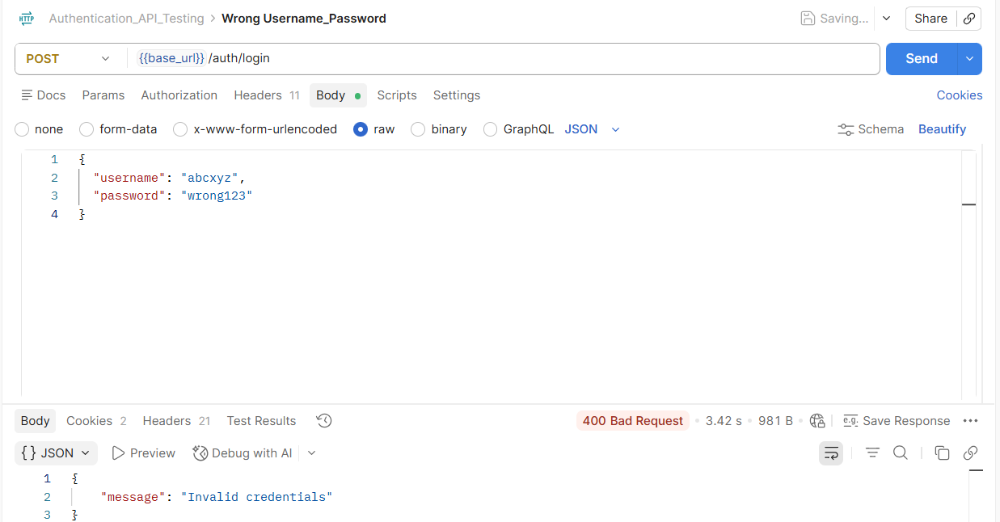 HTTP Authentication_API_Testing > Wrong Username_Password Saving... Share
POST {{base_url}} /auth/login Send
Docs Params Authorization Headers 11 Body Scripts Settings Cookies
none form-data x-www-form-urlencoded raw binary GraphQL JSON Schema Beautify
1 {
2 "username": "abcxyz",
3 "password": "wrong123"
4 }
Body Cookies 2 Headers 21 Test Results 400 Bad Request • 3.42 s • 981 B • e.g. Save Response
{} JSON Preview Debug with AI
1 {
2 "message": "Invalid credentials"
3 }